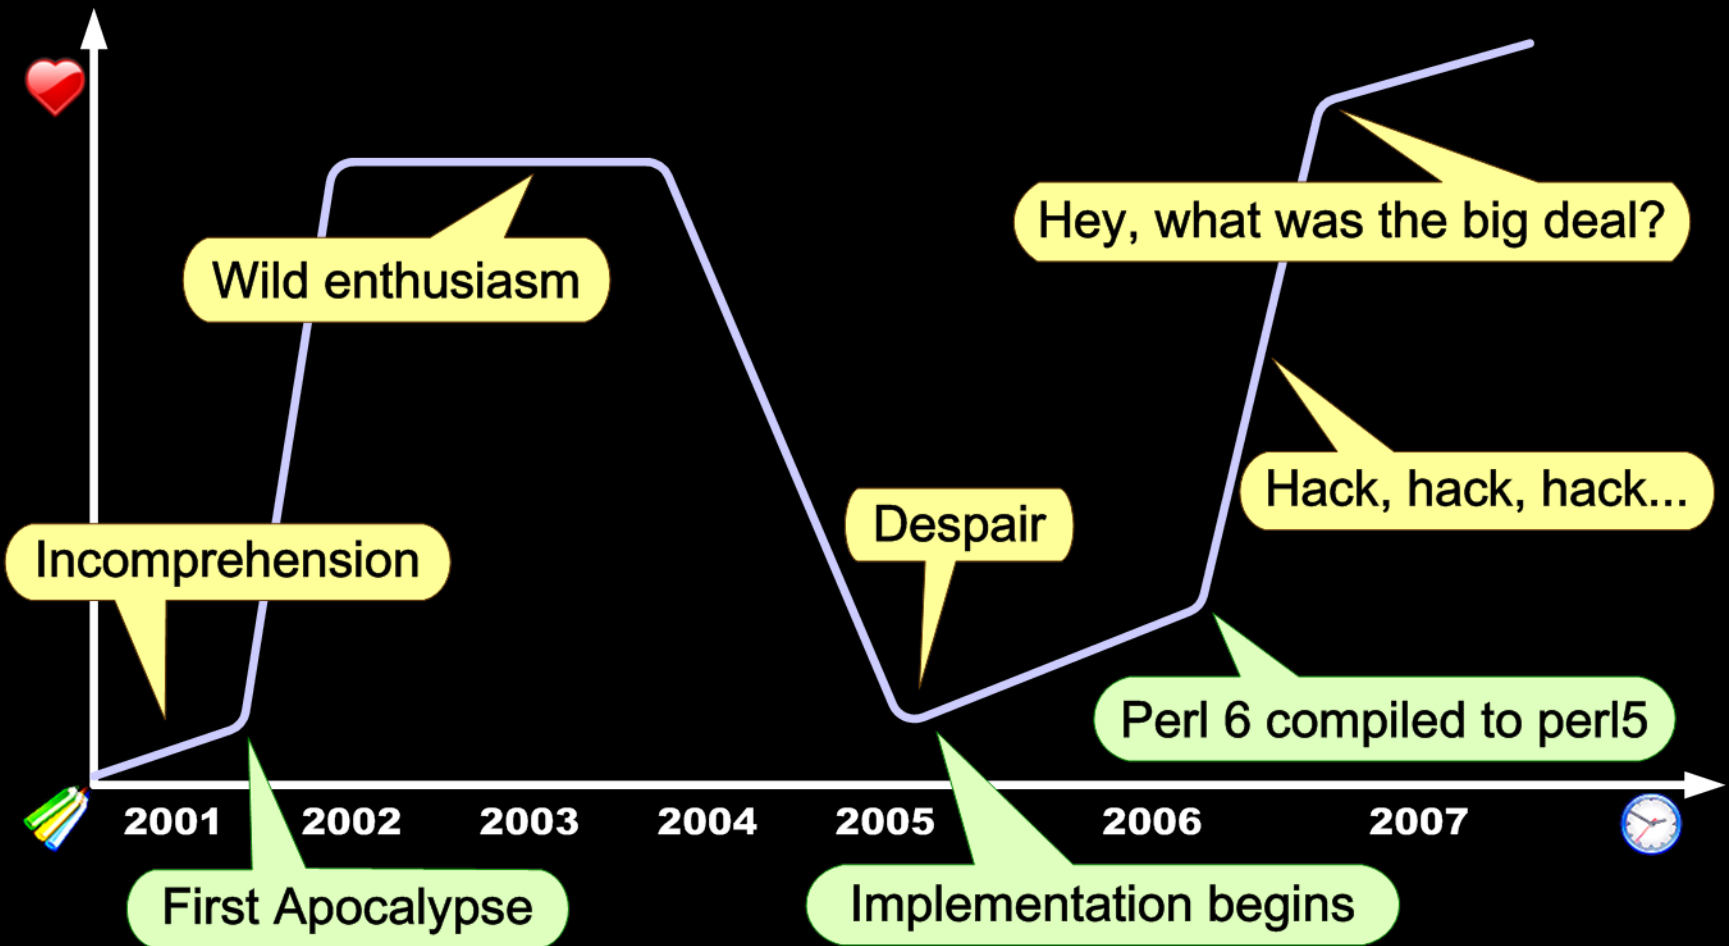 Hey, what was the big deal?
Wild enthusiasm
Hack, hack, hack...
Despair
Incomprehension
Perl 6 compiled to perl5
2001 2002 2003 2004 2005 2006 2007
First Apocalypse
Implementation begins